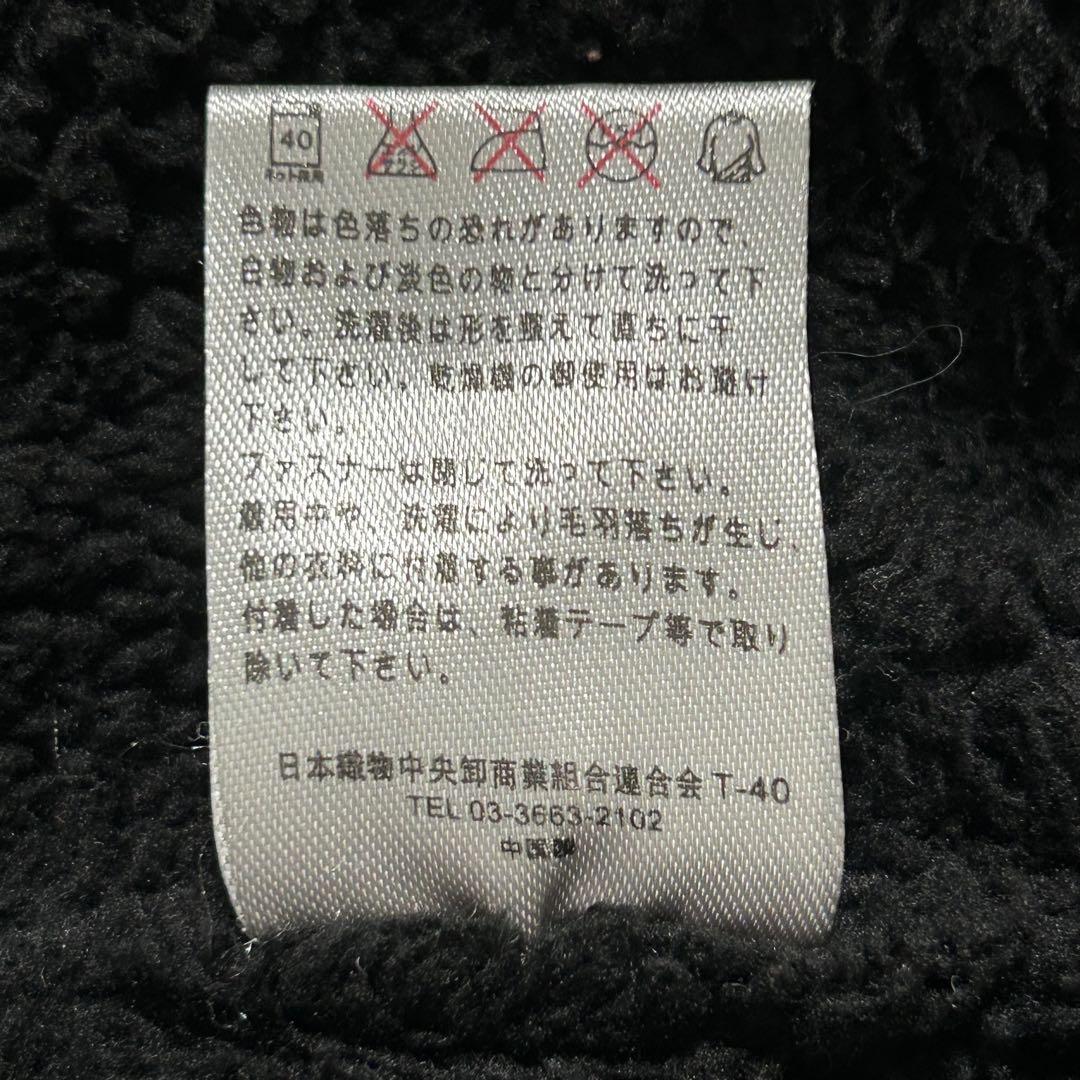 40
ネット使用
色物は色落ちの恐れがありますので、
白物および淡色の物と分けて洗って下
さい。洗濯後は形を整えて直ちに干
して下さい。乾燥機の御使用はお避け
下さい。
ファスナーは閉じて洗って下さい。
着用中や、洗濯により毛羽落ちが生じ、
他の衣料に付着する事があります。
付着した場合は、粘着テープ等で取り
除いて下さい。
日本織物中央卸商業組合連合会 T-40
TEL 03-3663-2102
中国製